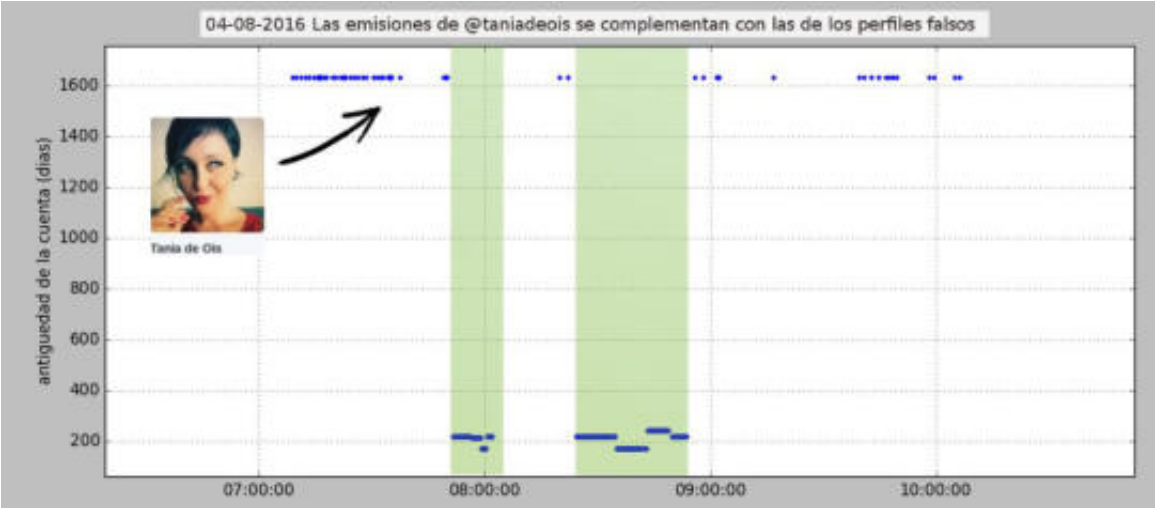 04-08-2016 Las emisiones de @taniadeois se complementan con las de los perfiles falsos
antiguedad de la cuenta (dias)
1600
1400
1200
1000
800
600
400
200
Tania de Ois
07:00:00 08:00:00 09:00:00 10:00:00